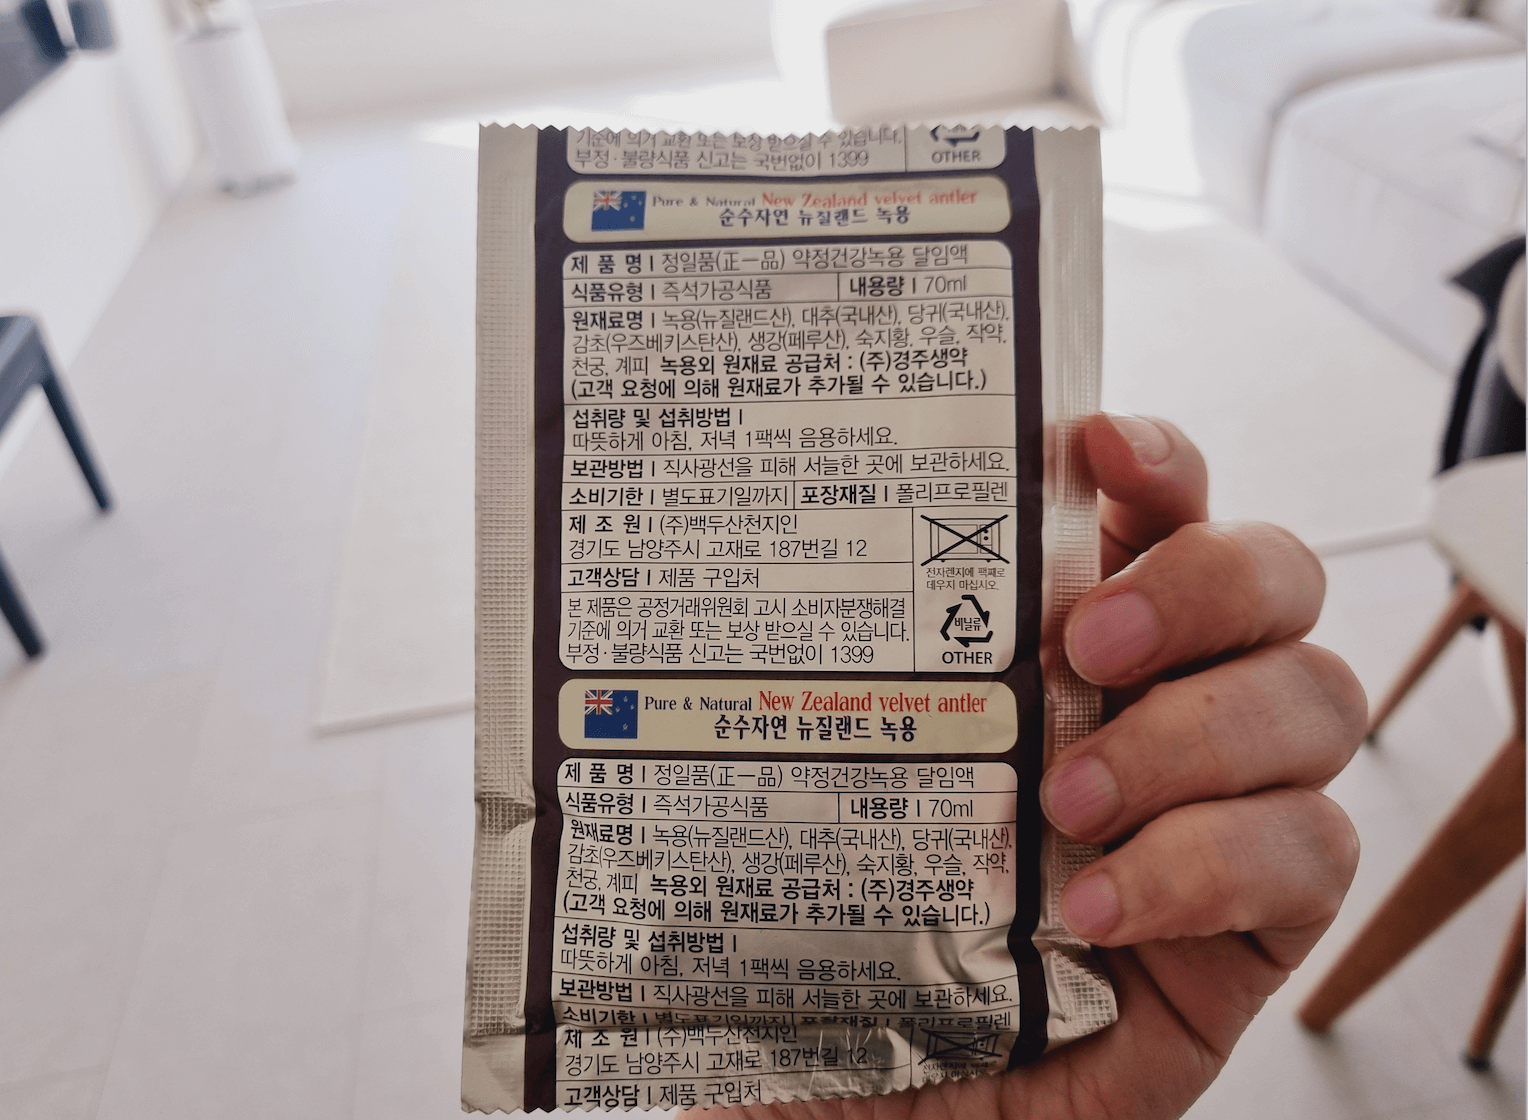 기준에 의거 교환 또는 보상 받으실 수 있습니다.
부정·불량식품 신고는 국번없이 1399
OTHER
Pure & Natural New Zealand velvet antler
순수자연 뉴질랜드 녹용
제 품 명 | 정일품(正一品) 약정건강녹용 달임액
식품유형 | 즉석가공식품 내용량 | 70ml
원재료명 | 녹용(뉴질랜드산), 대추(국내산), 당귀(국내산),
감초(우즈베키스탄산), 생강(페루산), 숙지황, 우슬, 작약,
천궁, 계피 녹용외 원재료 공급처 : (주)경주생약
(고객 요청에 의해 원재료가 추가될 수 있습니다.)
섭취량 및 섭취방법 |
따뜻하게 아침, 저녁 1팩씩 음용하세요.
보관방법 | 직사광선을 피해 서늘한 곳에 보관하세요.
소비기한 | 별도표기일까지 포장재질 | 폴리프로필렌
제 조 원 | (주)백두산천지인
경기도 남양주시 고재로 187번길 12
고객상담 | 제품 구입처
본 제품은 공정거래위원회 고시 소비자분쟁해결
기준에 의거 교환 또는 보상 받으실 수 있습니다.
부정·불량식품 신고는 국번없이 1399
전자렌지에 팩째로
데우지 마십시오.
비닐류
OTHER
Pure & Natural New Zealand velvet antler
순수자연 뉴질랜드 녹용
제 품 명 | 정일품(正一品) 약정건강녹용 달임액
식품유형 | 즉석가공식품 내용량 | 70ml
원재료명 | 녹용(뉴질랜드산), 대추(국내산), 당귀(국내산),
감초(우즈베키스탄산), 생강(페루산), 숙지황, 우슬, 작약,
천궁, 계피 녹용외 원재료 공급처 : (주)경주생약
(고객 요청에 의해 원재료가 추가될 수 있습니다.)
섭취량 및 섭취방법 |
따뜻하게 아침, 저녁 1팩씩 음용하세요.
보관방법 | 직사광선을 피해 서늘한 곳에 보관하세요.
소비기한 | 별도표기일까지 포장재질 | 폴리프로필렌
제 조 원 | (주)백두산천지인
경기도 남양주시 고재로 187번길 12
고객상담 | 제품 구입처